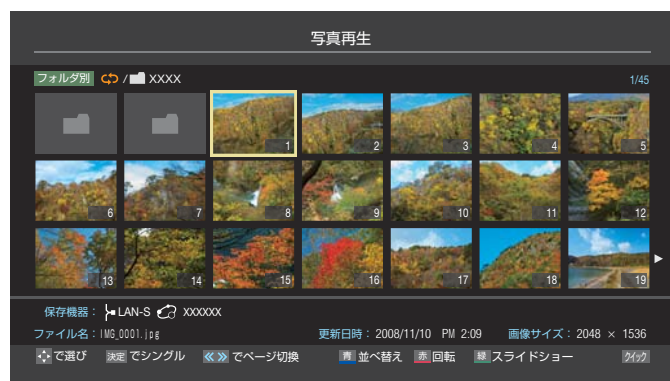 写真再生
フォルダ別 / XXXX 1/45
1 2 3 4 5
6 7 8 9 10 11 12
13 14 15 16 17 18 19
保存機器： LAN-S XXXXXX
ファイル名：IMG_0001.jpg 更新日時：2008/11/10 PM 2:09 画像サイズ：2048 × 1536
で選び 決定 でシングル でページ切換 青 並べ替え 赤 回転 緑 スライドショー クイック